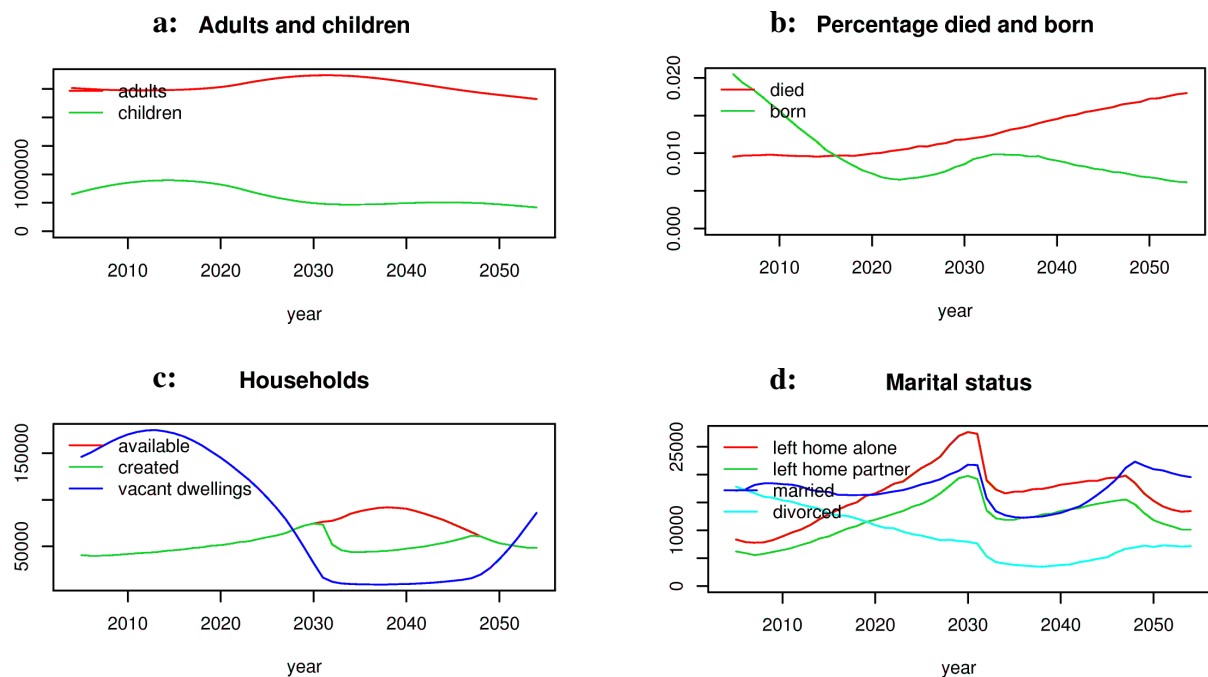 a: Adults and children
adults
children
0 1000000
2010 2020 2030 2040 2050
year
b: Percentage died and born
died
born
0.000 0.010 0.020
2010 2020 2030 2040 2050
year
c: Households
available
created
vacant dwellings
50000 150000
2010 2020 2030 2040 2050
year
d: Marital status
left home alone
left home partner
married
divorced
0 10000 25000
2010 2020 2030 2040 2050
year